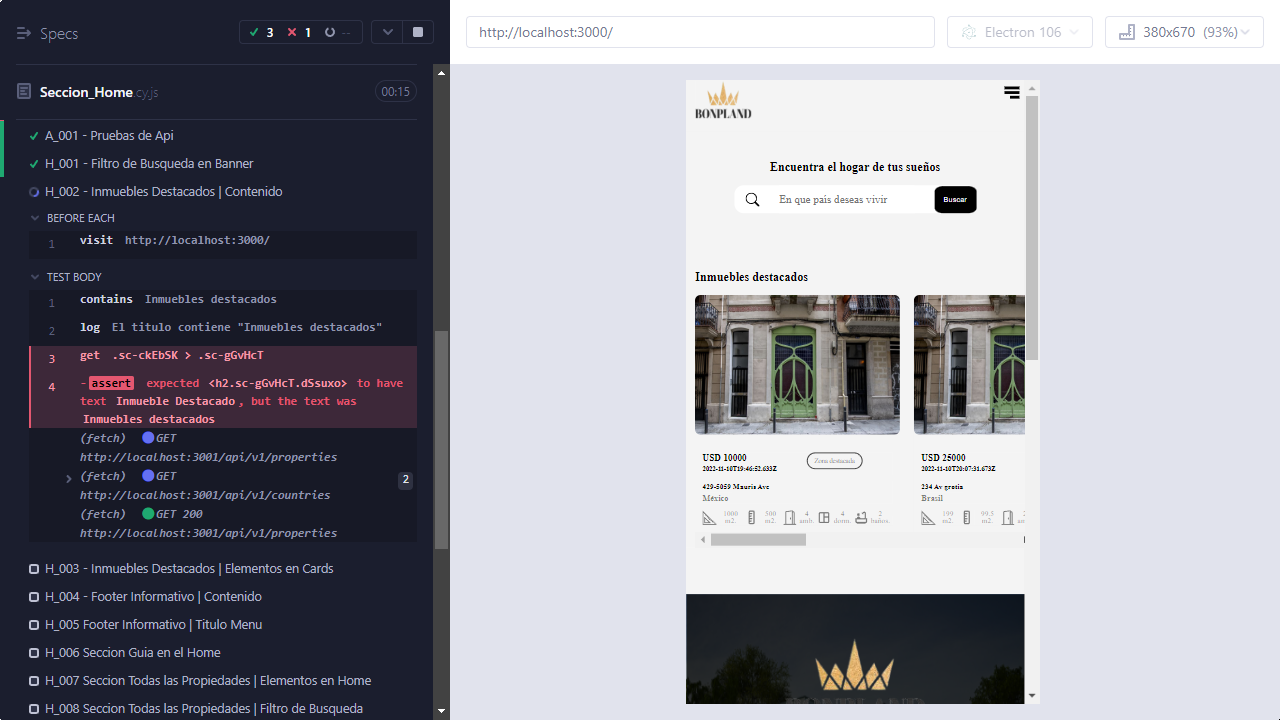 Specs
3
1
--
Seccion_Home.cy.js
00:15
A_001 - Pruebas de Api
H_001 - Filtro de Busqueda en Banner
H_002 - Inmuebles Destacados | Contenido
BEFORE EACH
1 visit http://localhost:3000/
TEST BODY
1 contains Inmuebles destacados
2 log El titulo contiene "Inmuebles destacados"
3 get .sc-ckEbSK > .sc-gGvHcT
4 -assert expected <h2.sc-gGvHcT.dSsuxo> to have
text Inmueble Destacado, but the text was
Inmuebles destacados
(fetch) GET
http://localhost:3001/api/v1/properties
(fetch) GET
http://localhost:3001/api/v1/countries
2
(fetch) GET 200
http://localhost:3001/api/v1/properties
H_003 - Inmuebles Destacados | Elementos en Cards
H_004 - Footer Informativo | Contenido
H_005 Footer Informativo | Titulo Menu
H_006 Seccion Guia en el Home
H_007 Seccion Todas las Propiedades | Elementos en Home
H_008 Seccion Todas las Propiedades | Filtro de Busqueda
http://localhost:3000/
Electron 106
380x670 (93%)
BONPLAND
Encuentra el hogar de tus sueños
En que país deseas vivir
Buscar
Inmuebles destacados
USD 10000
2022-11-10T19:46:52.633Z
Zona destacada
429-5059 Mauris Ave
México
1000 m2.
500 m2.
4 amb.
4 dorm.
2 baños.
USD 25000
2022-11-10T20:07:31.673Z
234 Av gratia
Brasil
199 m2.
99.5 m2.